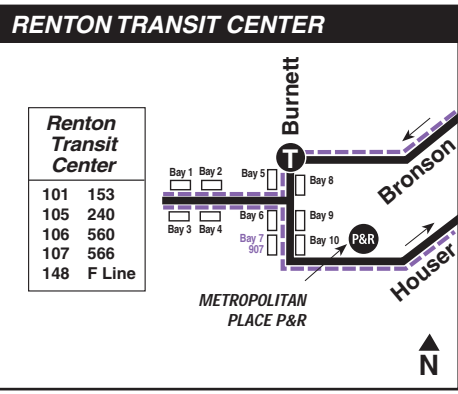 RENTON TRANSIT CENTER
Burnett
Renton
Transit
Center
101 153
105 240
106 560
107 566
148 F Line
T
Bay 1 Bay 2 Bay 5 Bay 8
Bronson
Bay 3 Bay 4 Bay 6 Bay 9
Bay 7
907
Bay 10
P&R
Houser
METROPOLITAN
PLACE P&R
N